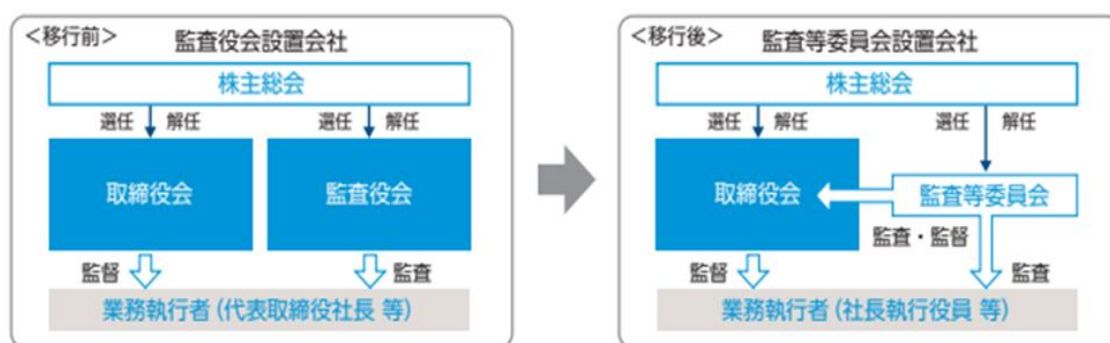 <移行前> 監査役会設置会社
株主総会
選任 解任 選任 解任
取締役会 監査役会
監督 監査
業務執行者(代表取締役社長 等)
<移行後> 監査等委員会設置会社
株主総会
選任 解任 選任 解任
取締役会 監査等委員会
監査・監督
監督 監査
業務執行者(社長執行役員 等)